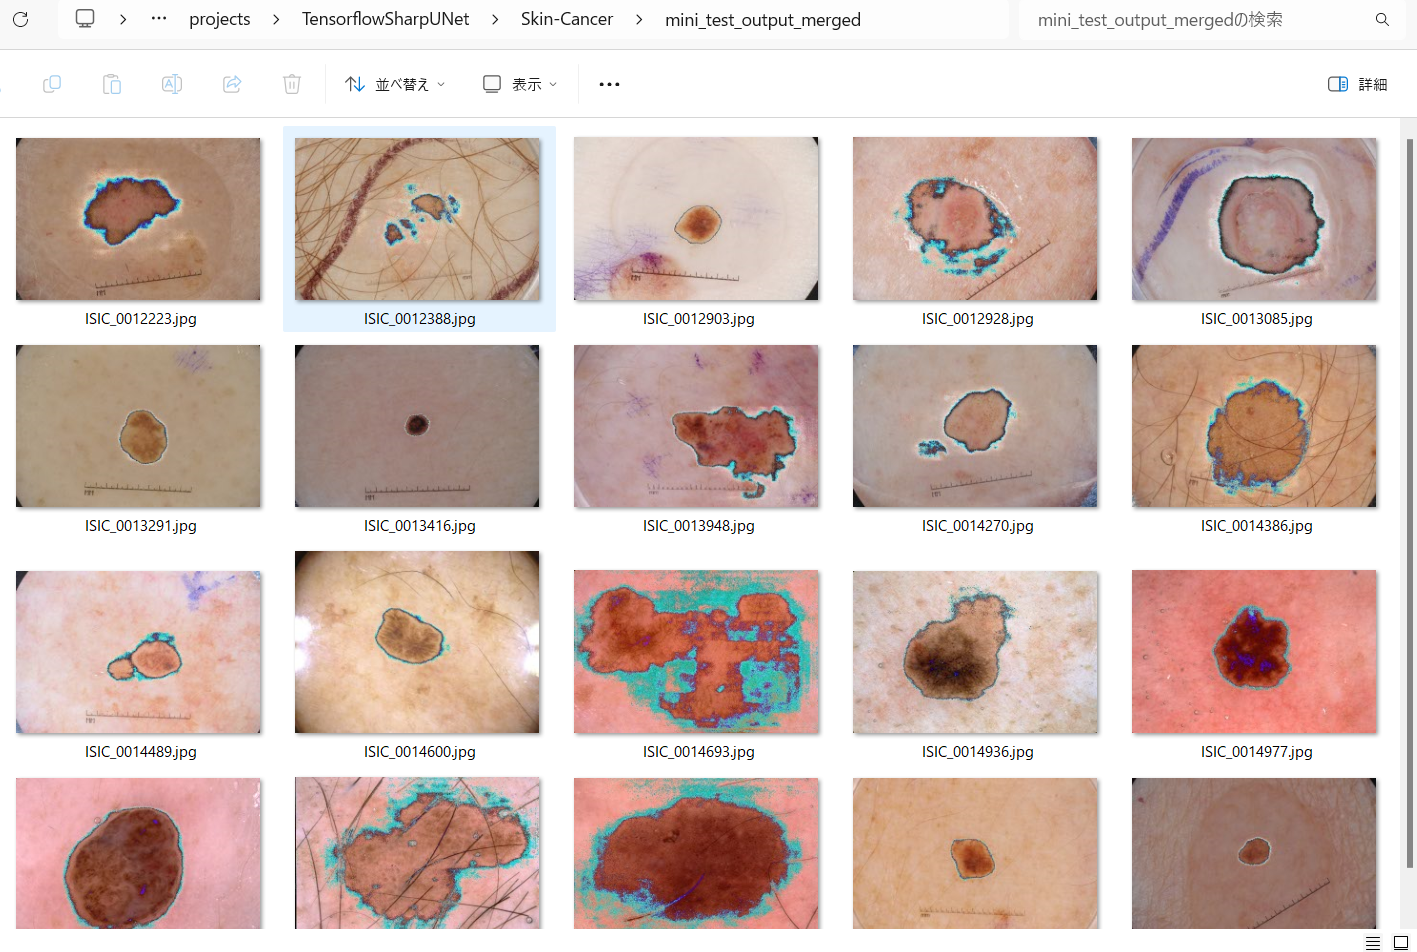 projects > TensorflowSharpUNet > Skin-Cancer > mini_test_output_merged
mini_test_output_mergedの検索
並べ替え
表示
詳細
ISIC_0012223.jpg
ISIC_0012388.jpg
ISIC_0012903.jpg
ISIC_0012928.jpg
ISIC_0013085.jpg
ISIC_0013291.jpg
ISIC_0013416.jpg
ISIC_0013948.jpg
ISIC_0014270.jpg
ISIC_0014386.jpg
ISIC_0014489.jpg
ISIC_0014600.jpg
ISIC_0014693.jpg
ISIC_0014936.jpg
ISIC_0014977.jpg